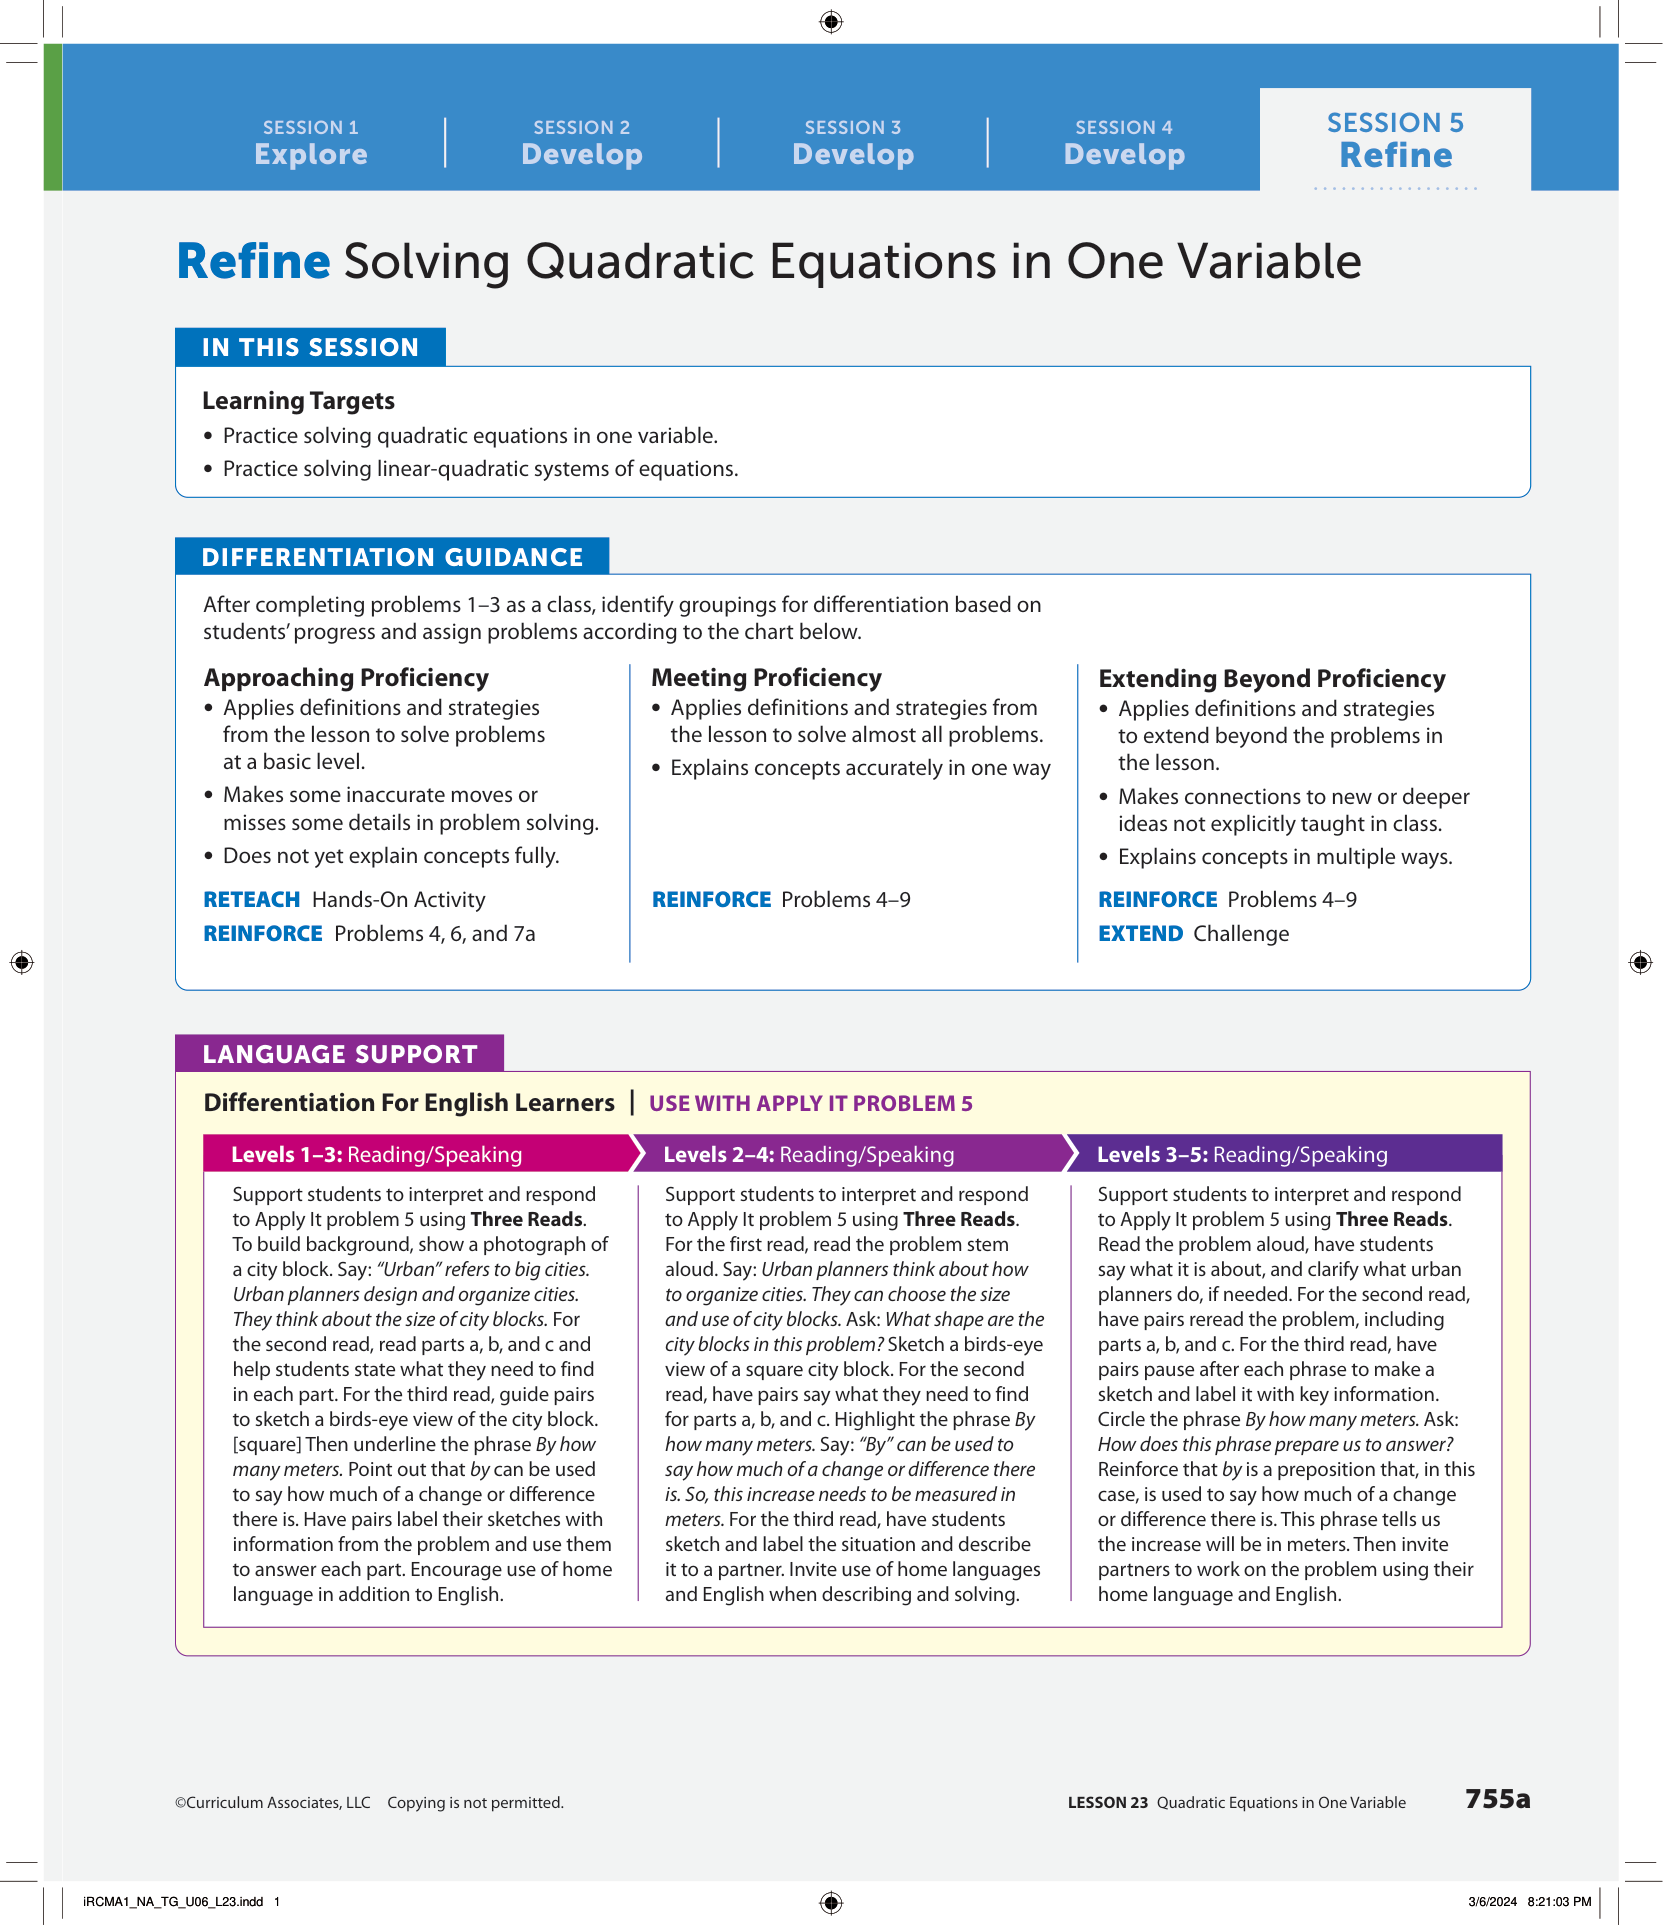 SESSION 1
Explore
SESSION 2
Develop
SESSION 3
Develop
SESSION 4
Develop
SESSION 5
Refine
Refine Solving Quadratic Equations in One Variable
IN THIS SESSION
Learning Targets
• Practice solving quadratic equations in one variable.
• Practice solving linear-quadratic systems of equations.
DIFFERENTIATION GUIDANCE
After completing problems 1–3 as a class, identify groupings for differentiation based on
students’ progress and assign problems according to the chart below.
Approaching Proficiency
• Applies definitions and strategies
from the lesson to solve problems
at a basic level.
• Makes some inaccurate moves or
misses some details in problem solving.
• Does not yet explain concepts fully.
RETEACH Hands-On Activity
REINFORCE Problems 4, 6, and 7a
Meeting Proficiency
• Applies definitions and strategies from
the lesson to solve almost all problems.
• Explains concepts accurately in one way
REINFORCE Problems 4–9
Extending Beyond Proficiency
• Applies definitions and strategies
to extend beyond the problems in
the lesson.
• Makes connections to new or deeper
ideas not explicitly taught in class.
• Explains concepts in multiple ways.
REINFORCE Problems 4–9
EXTEND Challenge
LANGUAGE SUPPORT
Differentiation For English Learners | USE WITH APPLY IT PROBLEM 5
Levels 1–3: Reading/Speaking
Support students to interpret and respond
to Apply It problem 5 using Three Reads.
To build background, show a photograph of
a city block. Say: “Urban” refers to big cities.
Urban planners design and organize cities.
They think about the size of city blocks. For
the second read, read parts a, b, and c and
help students state what they need to find
in each part. For the third read, guide pairs
to sketch a birds-eye view of the city block.
[square] Then underline the phrase By how
many meters. Point out that by can be used
to say how much of a change or difference
there is. Have pairs label their sketches with
information from the problem and use them
to answer each part. Encourage use of home
language in addition to English.
Levels 2–4: Reading/Speaking
Support students to interpret and respond
to Apply It problem 5 using Three Reads.
For the first read, read the problem stem
aloud. Say: Urban planners think about how
to organize cities. They can choose the size
and use of city blocks. Ask: What shape are the
city blocks in this problem? Sketch a birds-eye
view of a square city block. For the second
read, have pairs say what they need to find
for parts a, b, and c. Highlight the phrase By
how many meters. Say: “By” can be used to
say how much of a change or difference there
is. So, this increase needs to be measured in
meters. For the third read, have students
sketch and label the situation and describe
it to a partner. Invite use of home languages
and English when describing and solving.
Levels 3–5: Reading/Speaking
Support students to interpret and respond
to Apply It problem 5 using Three Reads.
Read the problem aloud, have students
say what it is about, and clarify what urban
planners do, if needed. For the second read,
have pairs reread the problem, including
parts a, b, and c. For the third read, have
pairs pause after each phrase to make a
sketch and label it with key information.
Circle the phrase By how many meters. Ask:
How does this phrase prepare us to answer?
Reinforce that by is a preposition that, in this
case, is used to say how much of a change
or difference there is. This phrase tells us
the increase will be in meters. Then invite
partners to work on the problem using their
home language and English.
©Curriculum Associates, LLC Copying is not permitted.
LESSON 23 Quadratic Equations in One Variable 755a
iRCMA1_NA_TG_U06_L23.indd 1
3/6/2024 8:21:03 PM